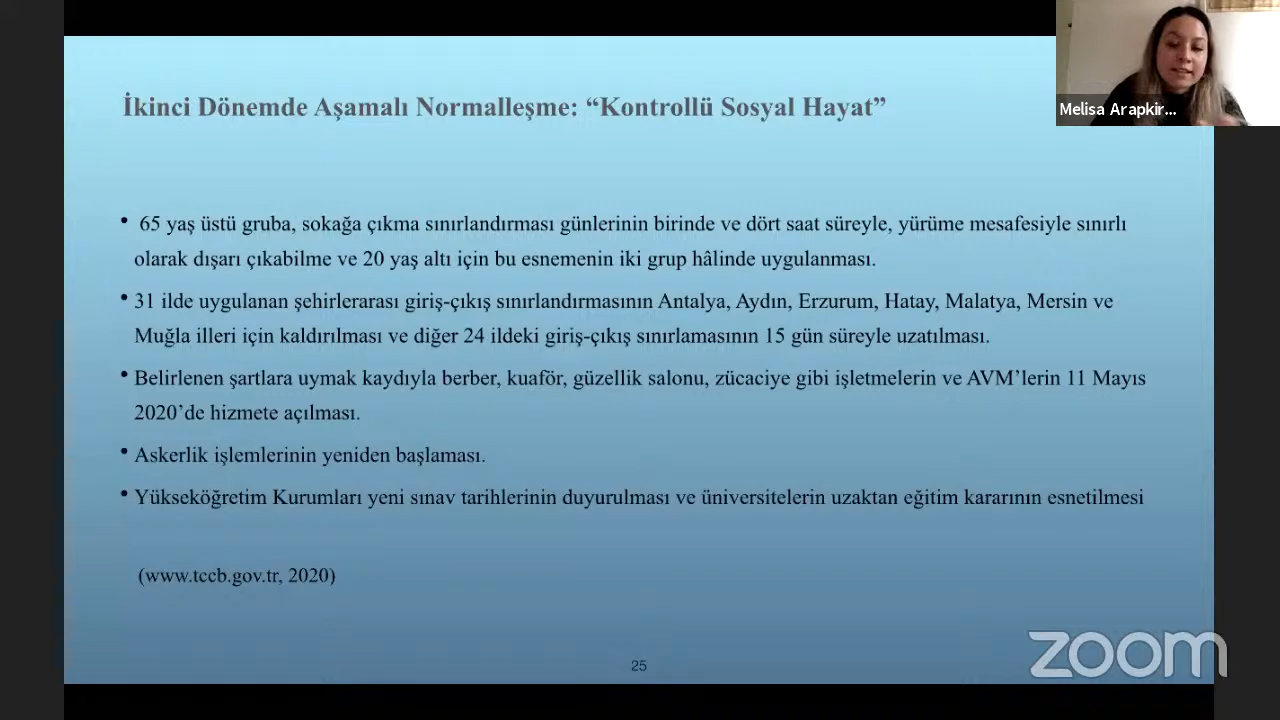 Melisa Arapkir...
İkinci Dönemde Aşamalı Normalleşme: “Kontrollü Sosyal Hayat”
• 65 yaş üstü gruba, sokağa çıkma sınırlandırması günlerinin birinde ve dört saat süreyle, yürüme mesafesiyle sınırlı
olarak dışarı çıkabilme ve 20 yaş altı için bu esnemenin iki grup hâlinde uygulanması.
• 31 ilde uygulanan şehirlerarası giriş-çıkış sınırlandırmasının Antalya, Aydın, Erzurum, Hatay, Malatya, Mersin ve
Muğla illeri için kaldırılması ve diğer 24 ildeki giriş-çıkış sınırlamasının 15 gün süreyle uzatılması.
• Belirlenen şartlara uymak kaydıyla berber, kuaför, güzellik salonu, zücaciye gibi işletmelerin ve AVM’lerin 11 Mayıs
2020’de hizmete açılması.
• Askerlik işlemlerinin yeniden başlaması.
• Yükseköğretim Kurumları yeni sınav tarihlerinin duyurulması ve üniversitelerin uzaktan eğitim kararının esnetilmesi
(www.tccb.gov.tr, 2020)
zoom
25